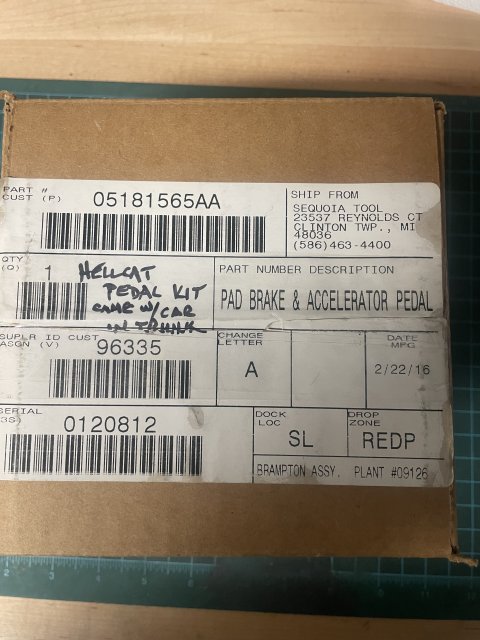 PART #
CUST (P)
05181565AA
SHIP FROM
SEQUOIA TOOL
23537 REYNOLDS CT
CLINTON TWP., MI
48036
(586)463-4400
QTY
(Q)
1
HELLCAT
PEDAL KIT
CAME W/CAR
IN TRUNK
PART NUMBER DESCRIPTION
PAD BRAKE & ACCELERATOR PEDAL
SUPLR ID CUST
ASGN (V)
96335
CHANGE
LETTER
A
DATE
MFG
2/22/16
SERIAL
3S)
0120812
DOCK
LOC
SL
DROP
ZONE
REDP
BRAMPTON ASSY. PLANT #09126